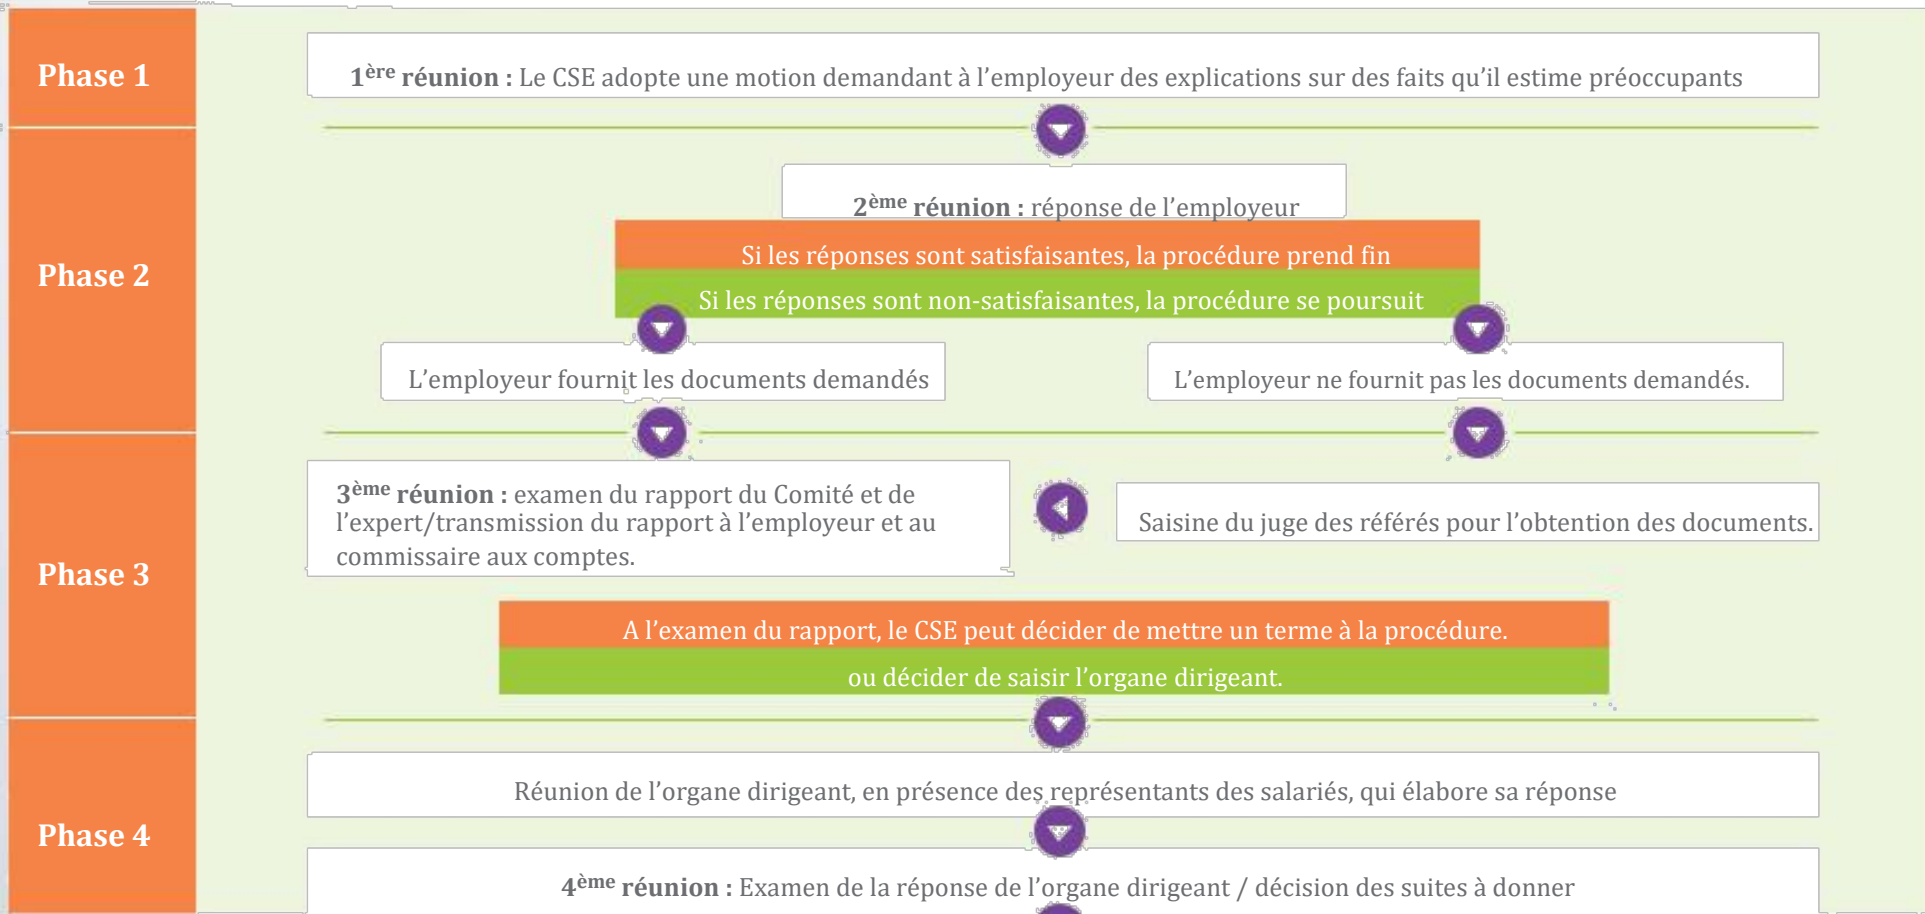 Phase 1
1ère réunion : Le CSE adopte une motion demandant à l'employeur des explications sur des faits qu'il estime préoccupants
Phase 2
2ème réunion : réponse de l'employeur
Si les réponses sont satisfaisantes, la procédure prend fin
Si les réponses sont non-satisfaisantes, la procédure se poursuit
L'employeur fournit les documents demandés
L'employeur ne fournit pas les documents demandés.
Phase 3
3ème réunion : examen du rapport du Comité et de
l'expert/transmission du rapport à l'employeur et au
commissaire aux comptes.
Saisine du juge des référés pour l'obtention des documents.
A l'examen du rapport, le CSE peut décider de mettre un terme à la procédure.
ou décider de saisir l'organe dirigeant.
Phase 4
Réunion de l'organe dirigeant, en présence des représentants des salariés, qui élabore sa réponse
4ème réunion : Examen de la réponse de l'organe dirigeant / décision des suites à donner